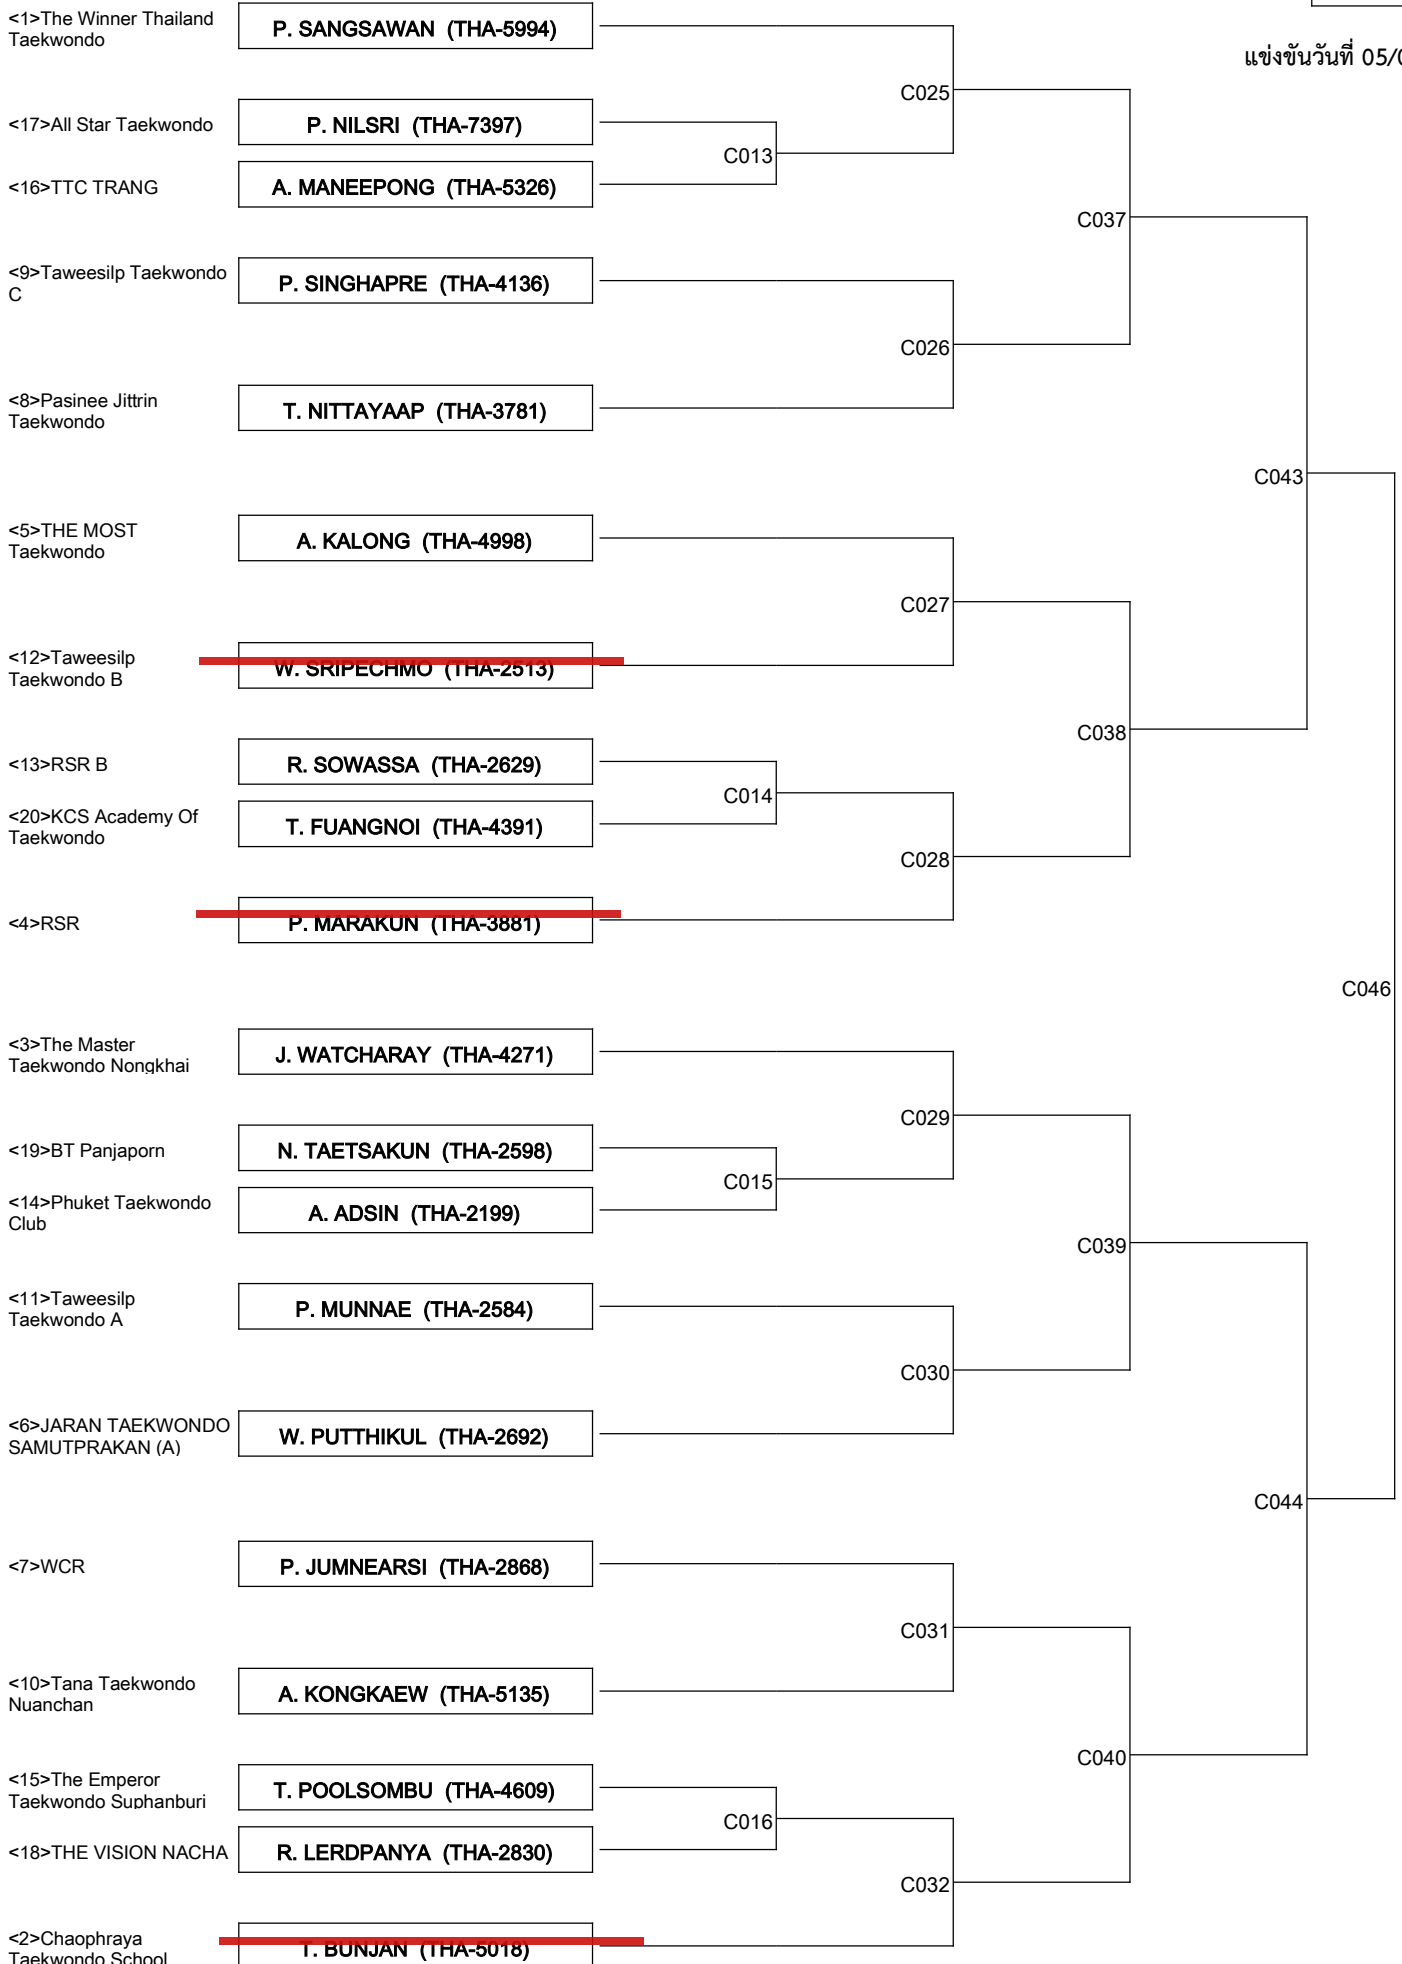 <1>The Winner Thailand
Taekwondo
P. SANGSAWAN (THA-5994)
แข่งขันวันที่ 05/0
C025
<17>All Star Taekwondo
P. NILSRI (THA-7397)
C013
<16>TTC TRANG
A. MANEEPONG (THA-5326)
C037
<9>Taweesilp Taekwondo
C
P. SINGHAPRE (THA-4136)
C026
<8>Pasinee Jittrin
Taekwondo
T. NITTAYAAP (THA-3781)
C043
<5>THE MOST
Taekwondo
A. KALONG (THA-4998)
C027
<12>Taweesilp
Taekwondo B
W. SRIPECHMO (THA-2513)
C038
<13>RSR B
R. SOWASSA (THA-2629)
C014
<20>KCS Academy Of
Taekwondo
T. FUANGNOI (THA-4391)
C028
<4>RSR
P. MARAKUN (THA-3881)
C046
<3>The Master
Taekwondo Nongkhai
J. WATCHARAY (THA-4271)
C029
<19>BT Panjaporn
N. TAETSAKUN (THA-2598)
C015
<14>Phuket Taekwondo
Club
A. ADSIN (THA-2199)
C039
<11>Taweesilp
Taekwondo A
P. MUNNAE (THA-2584)
C030
<6>JARAN TAEKWONDO
SAMUTPRAKAN (A)
W. PUTTHIKUL (THA-2692)
C044
<7>WCR
P. JUMNEARSI (THA-2868)
C031
<10>Tana Taekwondo
Nuanchan
A. KONGKAEW (THA-5135)
C040
<15>The Emperor
Taekwondo Suphanburi
T. POOLSOMBU (THA-4609)
C016
<18>THE VISION NACHA
R. LERDPANYA (THA-2830)
C032
<2>Chaophraya
Taekwondo School
T. BUNJAN (THA-5018)